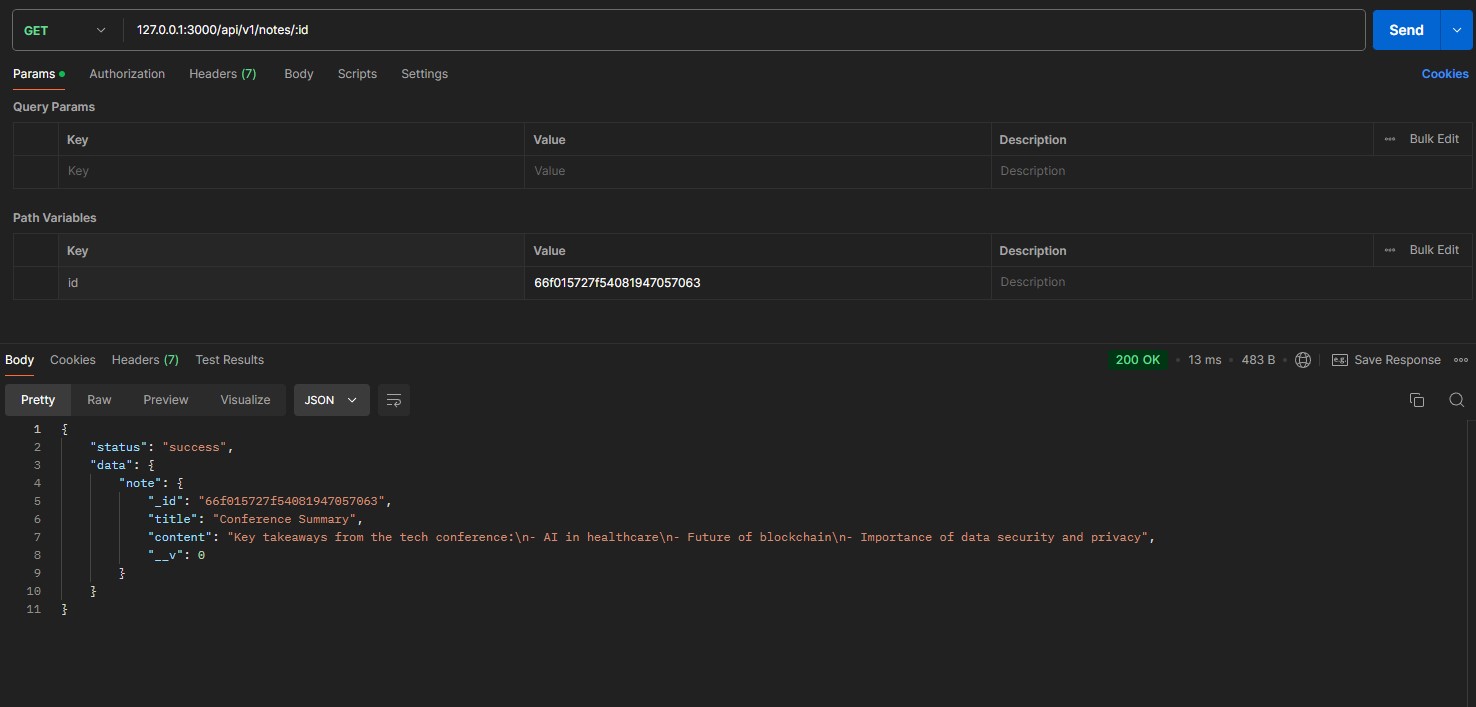 GET 127.0.0.1:3000/api/v1/notes/:id Send
Params Authorization Headers (7) Body Scripts Settings Cookies
Query Params
Key Value Description Bulk Edit
Key Value Description
Path Variables
Key Value Description Bulk Edit
id 66f015727f54081947057063 Description
Body Cookies Headers (7) Test Results 200 OK 13 ms 483 B e.g. Save Response
Pretty Raw Preview Visualize JSON
1 {
2 "status": "success",
3 "data": {
4 "note": {
5 "_id": "66f015727f54081947057063",
6 "title": "Conference Summary",
7 "content": "Key takeaways from the tech conference:\n- AI in healthcare\n- Future of blockchain\n- Importance of data security and privacy",
8 "__v": 0
9 }
10 }
11 }